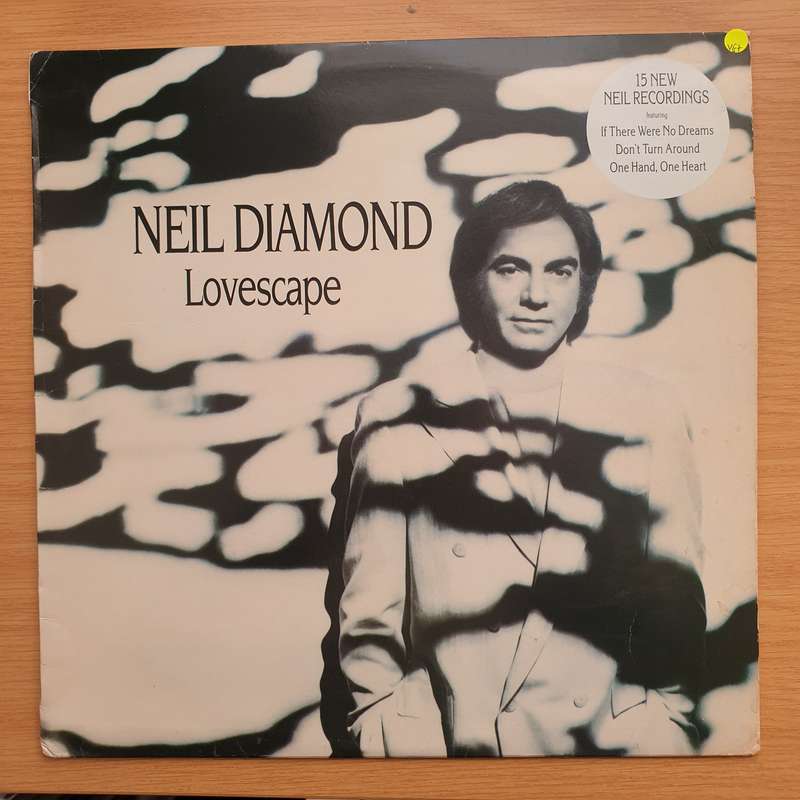 NEIL DIAMOND
Lovescape
15 NEW
NEIL RECORDINGS
featuring
If There Were No Dreams
Don't Turn Around
One Hand, One Heart